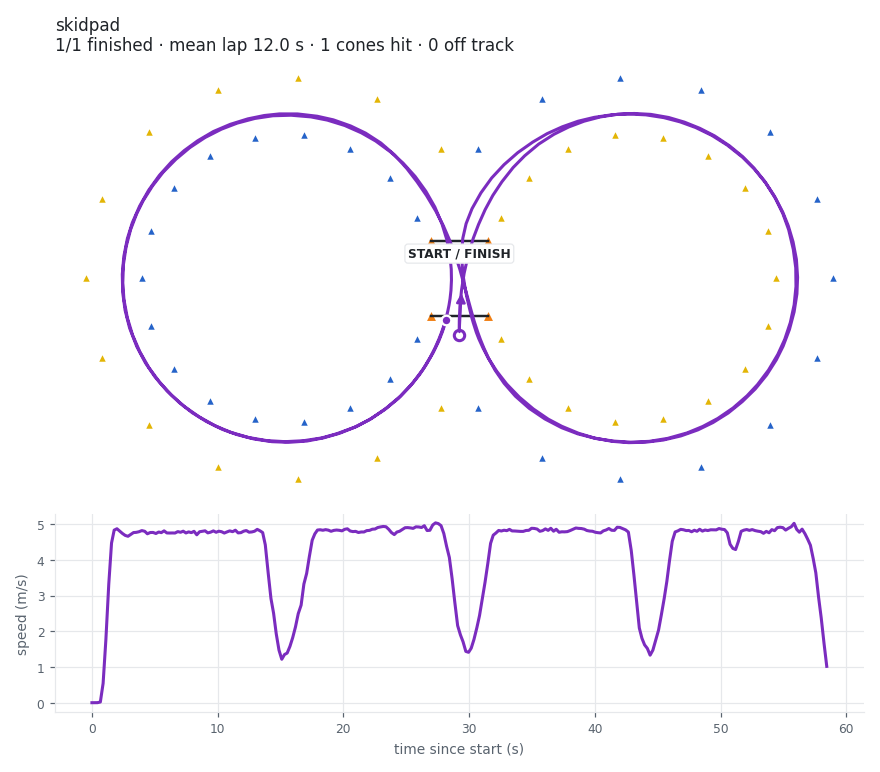 skidpad
1/1 finished · mean lap 12.0 s · 1 cones hit · 0 off track
START / FINISH
5
4
3
2
1
0
speed (m/s)
0 10 20 30 40 50 60
time since start (s)